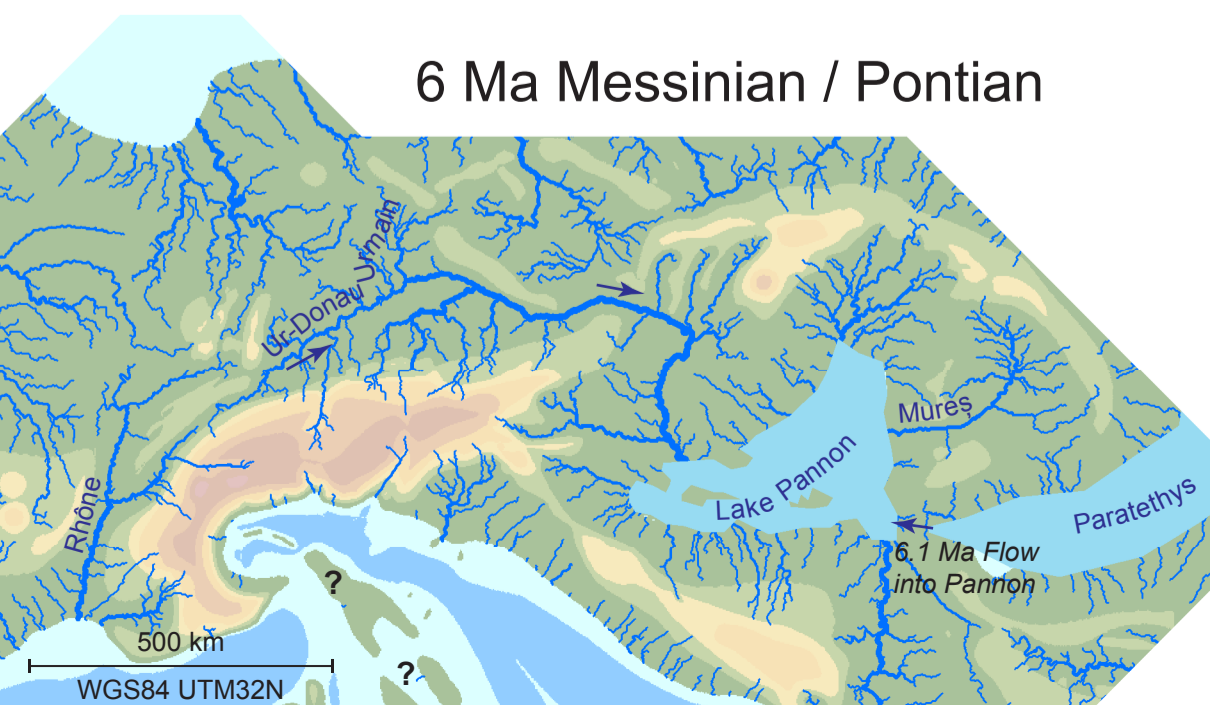 6 Ma Messinian / Pontian
Urmain
Ur-Donau
Mureș
Lake Pannon
Paratethys
Rhône
6.1 Ma Flow
into Pannon
?
?
500 km
WGS84 UTM32N